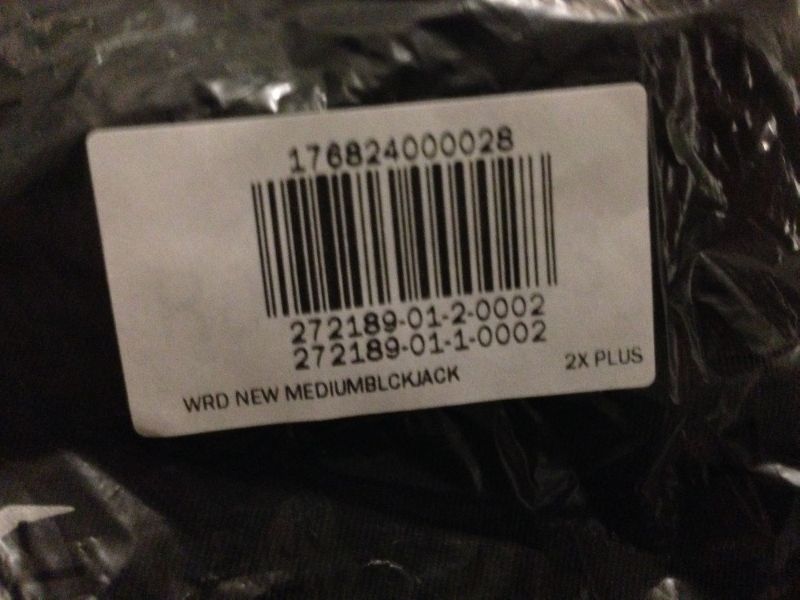 176824000028
272189-01-2-0002
272189-01-1-0002
WRD NEW MEDIUMBLCKJACK
2X PLUS